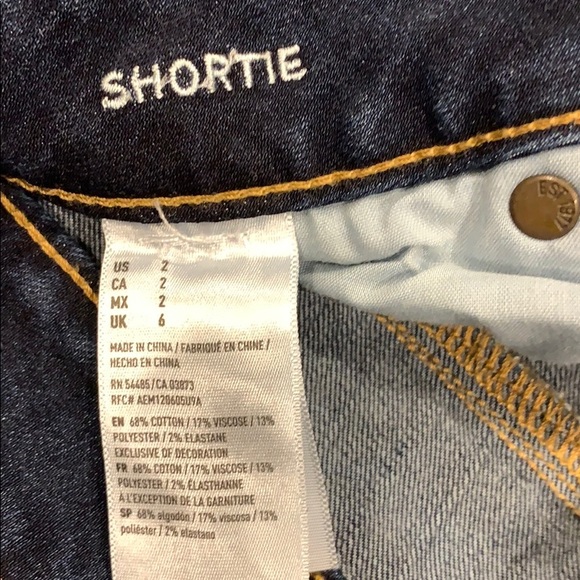 SHORTIE
EST 1977
US 2
CA 2
MX 2
UK 6
MADE IN CHINA / FABRIQUÉ EN CHINE /
HECHO EN CHINA
RN 54485 / CA 03873
RFC# AEM120605U9A
EN 68% COTTON / 17% VISCOSE / 13%
POLYESTER / 2% ELASTANE
EXCLUSIVE OF DECORATION
FR 68% COTON / 17% VISCOSE / 13%
POLYESTER / 2% ÉLASTHANNE
À L'EXCEPTION DE LA GARNITURE
SP 68% algodón / 17% viscosa / 13%
poliéster / 2% elastano